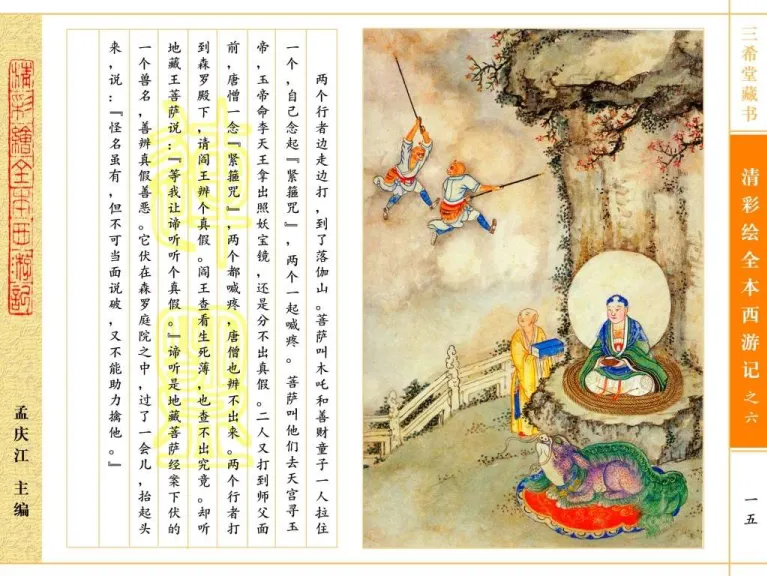 三希堂藏书
清彩绘全本西游记之六
一五
两个行者边走边打,到了落伽山。菩萨叫木吒和善财童子一人拉住
一个,自己念起『紧箍咒』,两个一起喊疼。菩萨叫他们去天宫寻玉
帝,玉帝命李天王拿出照妖宝镜,还是分不出真假。二人又打到师父面
前,唐僧一念『紧箍咒』,两个都喊疼,唐僧也辨不出来。两个行者打
到森罗殿下,请阎王辨个真假。阎王查看生死薄,也查不出究竟。却听
地藏王菩萨说:『等我让谛听听个真假。』谛听是地藏菩萨经案下伏的
一个兽名,善辨真假善恶。它伏在森罗庭院之中,过了一会儿,抬起头
来,说:『怪名虽有,但不可当面说破,又不能助力擒他。』
精彩绘全本西游记
孟庆江 主编